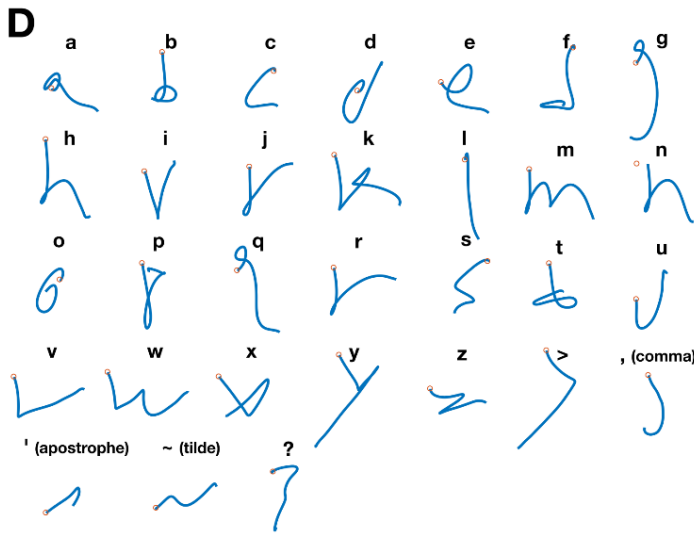 D
a b c d e f g
h i j k l m n
o p q r s t u
v w x y z > , (comma)
' (apostrophe) ~ (tilde) ?